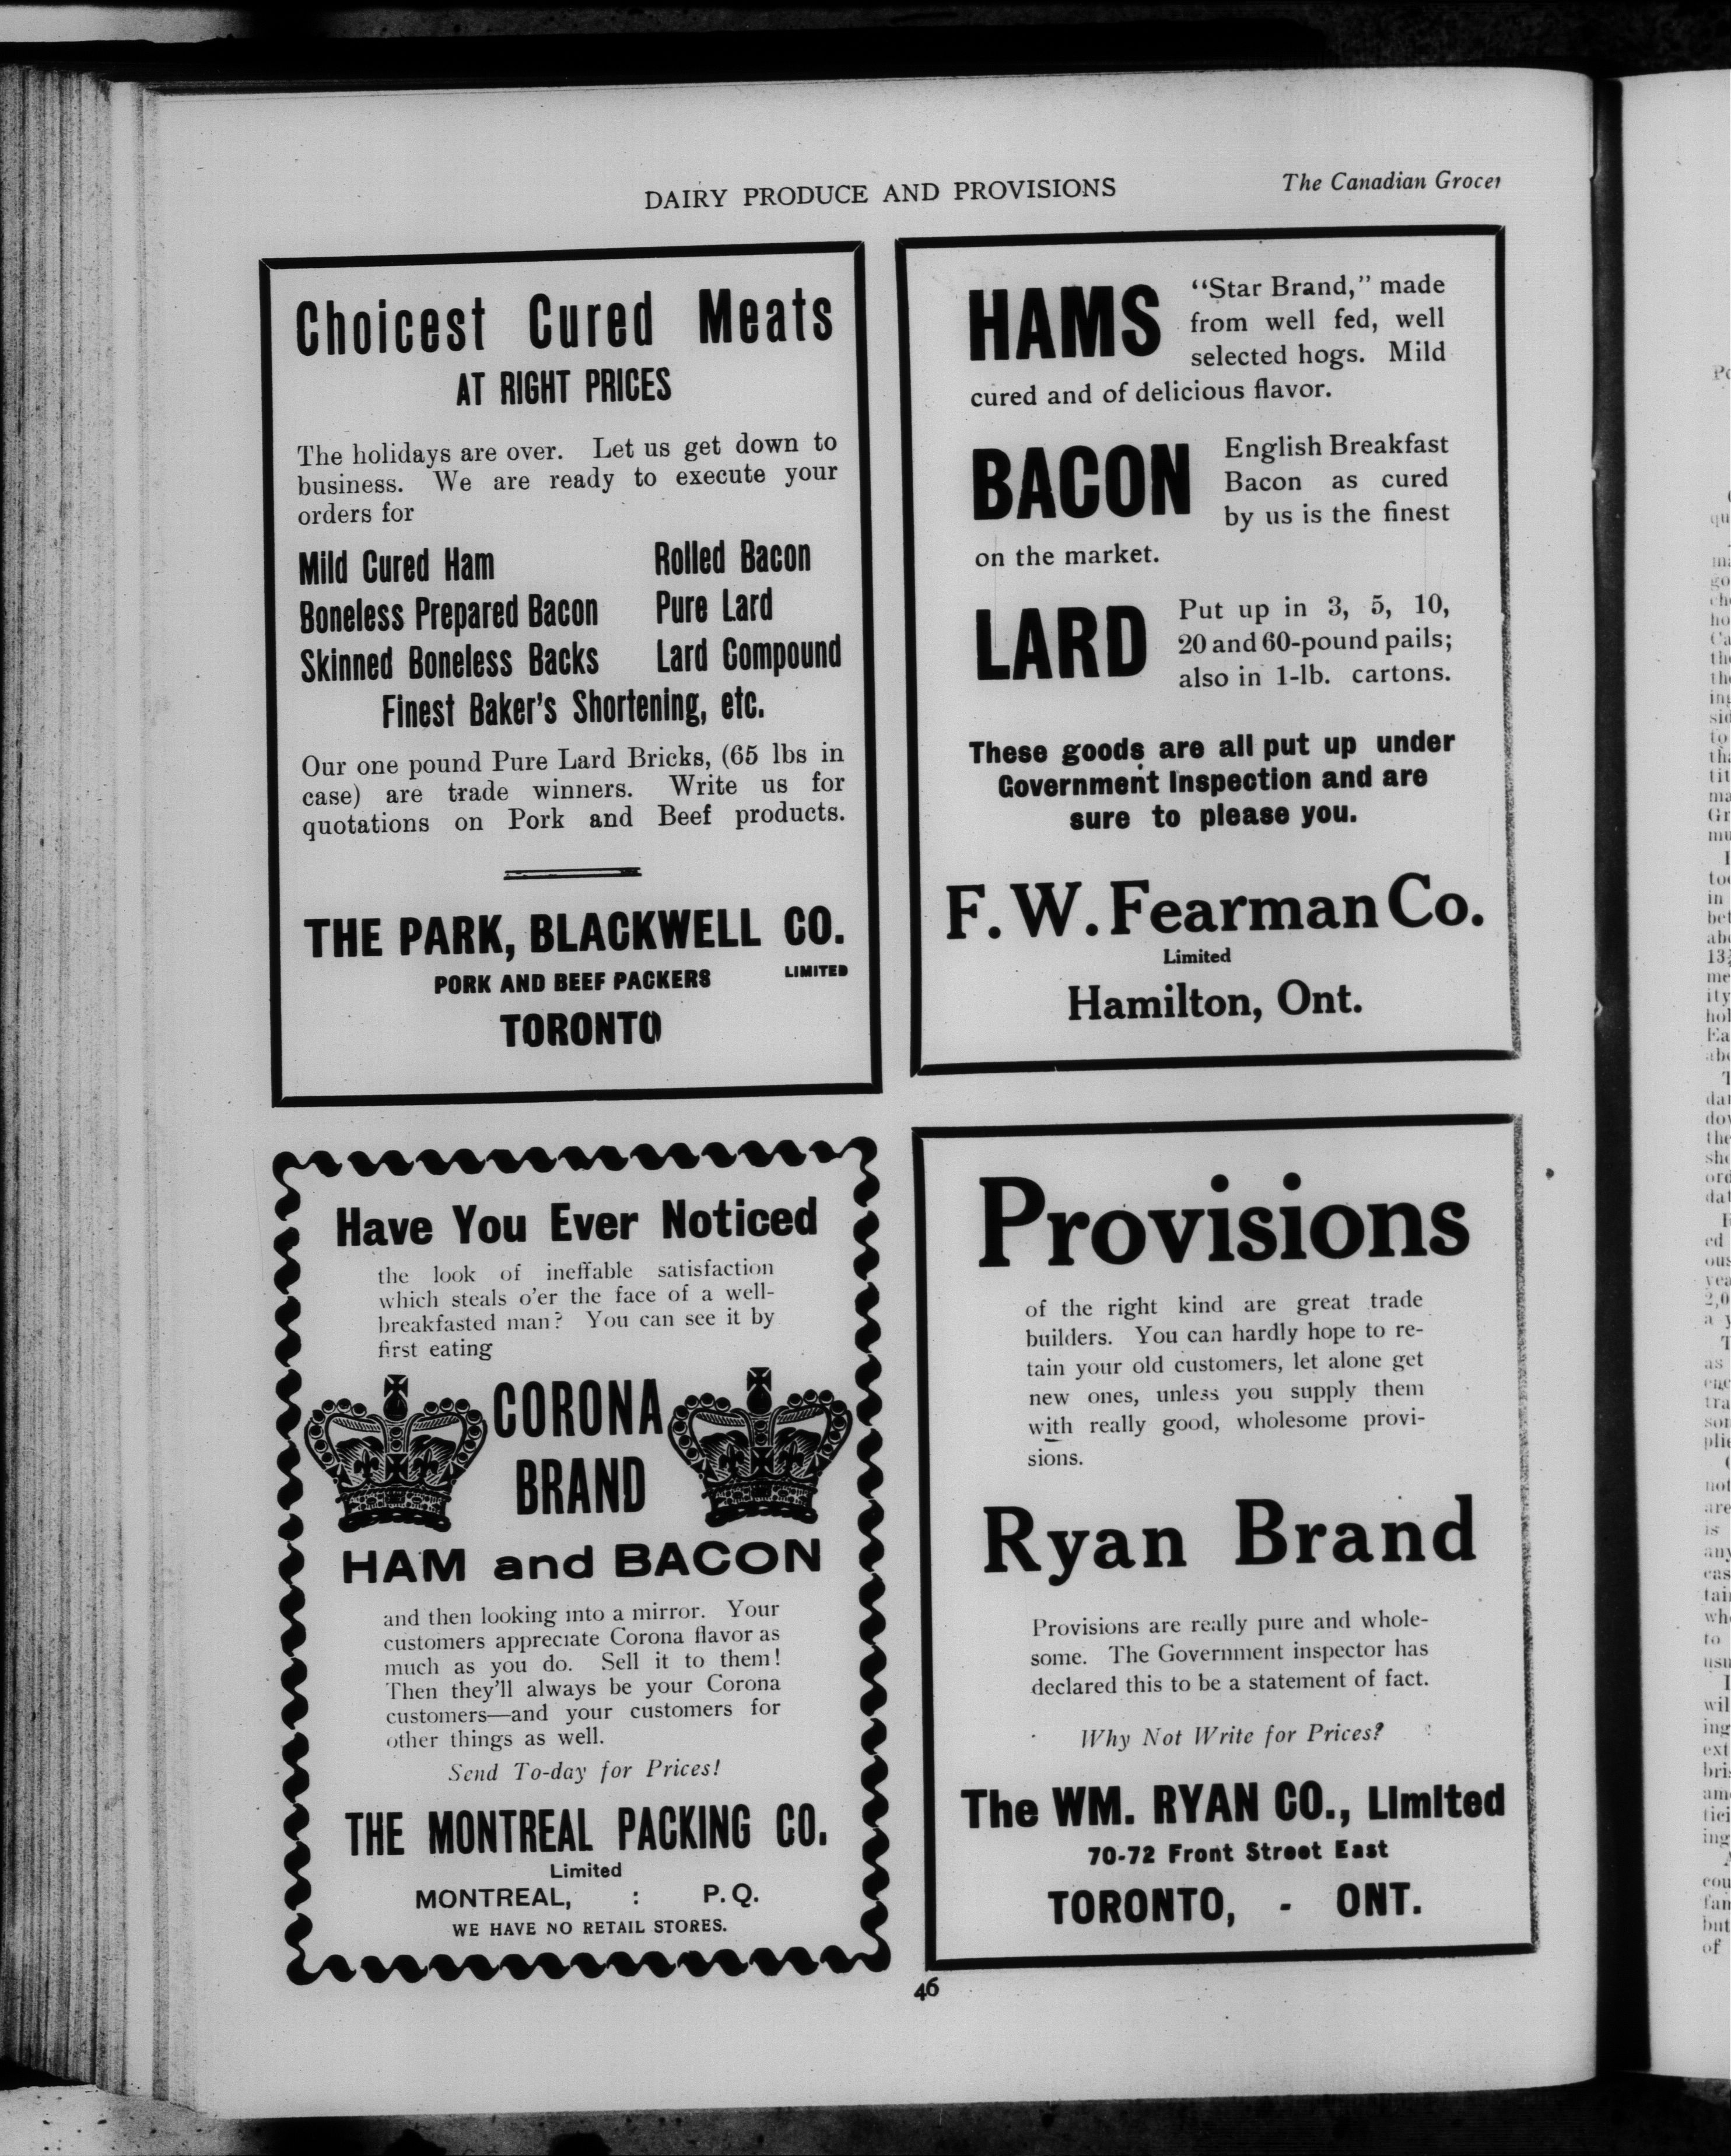 DAIRY PRODUCE AND PROVISIONS
The Canadian Grocer
Choicest Cured Meats
AT RIGHT PRICES
The holidays are over. Let us get down to
business. We are ready to execute your
orders for
Mild Cured Ham Rolled Bacon
Boneless Prepared Bacon Pure Lard
Skinned Boneless Backs Lard Compound
Finest Baker's Shortening, etc.
Our one pound Pure Lard Bricks, (65 lbs in
case) are trade winners. Write us for
quotations on Pork and Beef products.
THE PARK, BLACKWELL CO.
PORK AND BEEF PACKERS LIMITED
TORONTO
HAMS "Star Brand," made
from well fed, well
selected hogs. Mild
cured and of delicious flavor.
BACON English Breakfast
Bacon as cured
by us is the finest
on the market.
LARD Put up in 3, 5, 10,
20 and 60-pound pails;
also in 1-lb. cartons.
These goods are all put up under
Government Inspection and are
sure to please you.
F. W. Fearman Co.
Limited
Hamilton, Ont.
Have You Ever Noticed
the look of ineffable satisfaction
which steals o'er the face of a well-
breakfasted man? You can see it by
first eating
CORONA
BRAND
HAM and BACON
and then looking into a mirror. Your
customers appreciate Corona flavor as
much as you do. Sell it to them!
Then they'll always be your Corona
customers—and your customers for
other things as well.
Send To-day for Prices!
THE MONTREAL PACKING CO.
Limited
MONTREAL, : P. Q.
WE HAVE NO RETAIL STORES.
Provisions
of the right kind are great trade
builders. You can hardly hope to re-
tain your old customers, let alone get
new ones, unless you supply them
with really good, wholesome provi-
sions.
Ryan Brand
Provisions are really pure and whole-
some. The Government inspector has
declared this to be a statement of fact.
Why Not Write for Prices?
The WM. RYAN CO., Limited
70-72 Front Street East
TORONTO, - ONT.
46